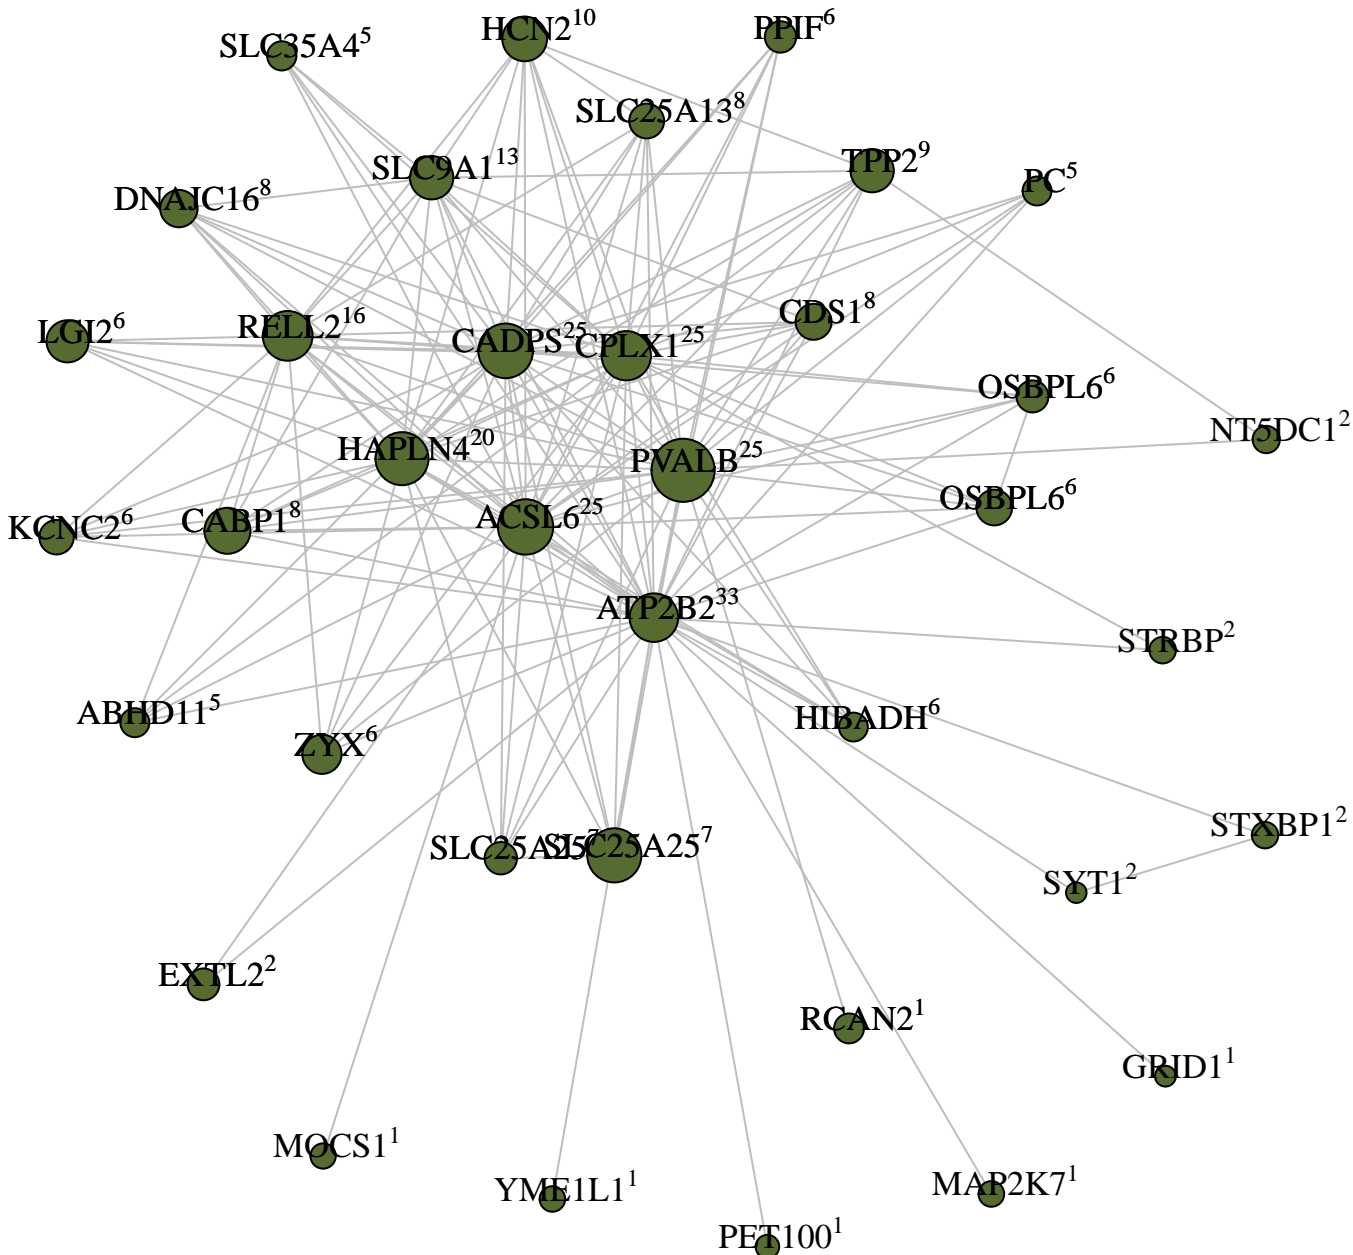 SLC35A4⁵
HCN2¹⁰
PPIF⁶
SLC25A13⁸
SLC9A1¹³
TPP2⁹
DNAJC16⁸
PC⁵
LGI2⁶
RELL2¹⁶
CADPS²⁵
CPLX1²⁵
CDS1⁸
OSBPL6⁶
NT5DC1²
HAPLN4²⁰
PVALB²⁵
OSBPL6⁶
KCNC2⁶
CABP1⁸
ACSL6²⁵
ATP2B2³³
STRBP²
ABHD11⁵
ZYX⁶
HIBADH⁶
SLC25A25⁷
SLC25A25⁷
STXBP1²
SYT1²
EXTL2²
RCAN2¹
GRID1¹
MOCS1¹
YME1L1¹
MAP2K7¹
PET100¹